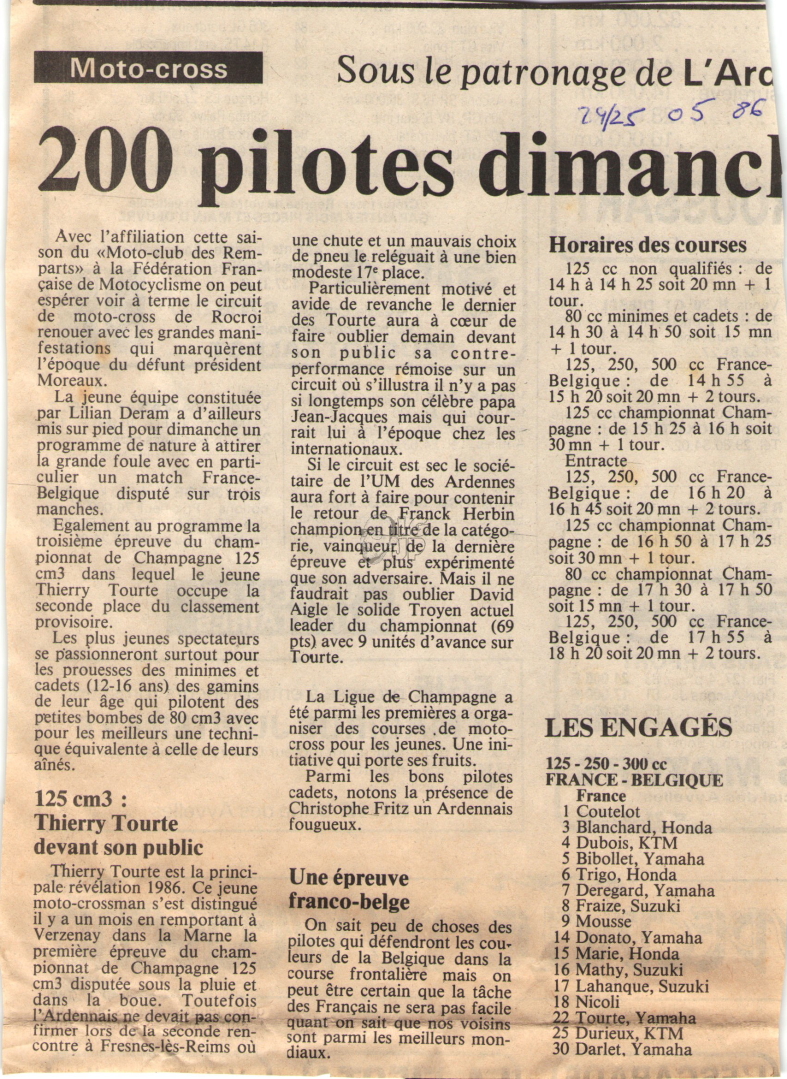 Moto-cross
Sous le patronage de L'Ard
24/25 05 86
200 pilotes dimancl
Avec l'affiliation cette sai-
son du «Moto-club des Rem-
parts» à la Fédération Fran-
çaise de Motocyclisme on peut
espérer voir à terme le circuit
de moto-cross de Rocroi
renouer avec les grandes mani-
festations qui marquèrent
l'époque du défunt président
Moreaux.
La jeune équipe constituée
par Lilian Deram a d'ailleurs
mis sur pied pour dimanche un
programme de nature à attirer
la grande foule avec en parti-
culier un match France-
Belgique disputé sur trois
manches.
Egalement au programme la
troisième épreuve du cham-
pionnat de Champagne 125
cm3 dans lequel le jeune
Thierry Tourte occupe la
seconde place du classement
provisoire.
Les plus jeunes spectateurs
se passionneront surtout pour
les prouesses des minimes et
cadets (12-16 ans) des gamins
de leur âge qui pilotent des
petites bombes de 80 cm3 avec
pour les meilleurs une techni-
que équivalente à celle de leurs
aînés.
125 cm3 :
Thierry Tourte
devant son public
Thierry Tourte est la princi-
pale révélation 1986. Ce jeune
moto-crossman s'est distingué
il y a un mois en remportant à
Verzenay dans la Marne la
première épreuve du cham-
pionnat de Champagne 125
cm3 disputée sous la pluie et
dans la boue. Toutefois
l'Ardennais ne devait pas con-
firmer lors de la seconde ren-
contre à Fresnes-lès-Reims où
une chute et un mauvais choix
de pneu le reléguait à une bien
modeste 17e place.
Particulièrement motivé et
avide de revanche le dernier
des Tourte aura à cœur de
faire oublier demain devant
son public sa contre-
performance rémoise sur un
circuit où s'illustra il n'y a pas
si longtemps son célèbre papa
Jean-Jacques mais qui cour-
rait lui à l'époque chez les
internationaux.
Si le circuit est sec le socié-
taire de l'UM des Ardennes
aura fort à faire pour contenir
le retour de Franck Herbin
champion en titre de la catégo-
rie, vainqueur de la dernière
épreuve et plus expérimenté
que son adversaire. Mais il ne
faudrait pas oublier David
Aigle le solide Troyen actuel
leader du championnat (69
pts) avec 9 unités d'avance sur
Tourte.
La Ligue de Champagne a
été parmi les premières a orga-
niser des courses de moto-
cross pour les jeunes. Une ini-
tiative qui porte ses fruits.
Parmi les bons pilotes
cadets, notons la présence de
Christophe Fritz un Ardennais
fougueux.
Une épreuve
franco-belge
On sait peu de choses des
pilotes qui défendront les cou-
leurs de la Belgique dans la
course frontalière mais on
peut être certain que la tâche
des Français ne sera pas facile
quant on sait que nos voisins
sont parmi les meilleurs mon-
diaux.
Horaires des courses
125 cc non qualifiés : de
14 h à 14 h 25 soit 20 mn + 1
tour.
80 cc minimes et cadets : de
14 h 30 à 14 h 50 soit 15 mn
+ 1 tour.
125, 250, 500 cc France-
Belgique : de 14 h 55 à
15 h 20 soit 20 mn + 2 tours.
125 cc championnat Cham-
pagne : de 15 h 25 à 16 h soit
30 mn + 1 tour.
Entracte
125, 250, 500 cc France-
Belgique : de 16 h 20 à
16 h 45 soit 20 mn + 2 tours.
125 cc championnat Cham-
pagne : de 16 h 50 à 17 h 25
soit 30 mn + 1 tour.
80 cc championnat Cham-
pagne : de 17 h 30 à 17 h 50
soit 15 mn + 1 tour.
125, 250, 500 cc France-
Belgique : de 17 h 55 à
18 h 20 soit 20 mn + 2 tours.
LES ENGAGÉS
125 - 250 - 300 cc
FRANCE - BELGIQUE
France
1 Coutelot
3 Blanchard, Honda
4 Dubois, KTM
5 Bibollet, Yamaha
6 Trigo, Honda
7 Deregard, Yamaha
8 Fraize, Suzuki
9 Mousse
14 Donato, Yamaha
15 Marie, Honda
16 Mathy, Suzuki
17 Lahanque, Suzuki
18 Nicoli
22 Tourte, Yamaha
25 Durieux, KTM
30 Darlet, Yamaha